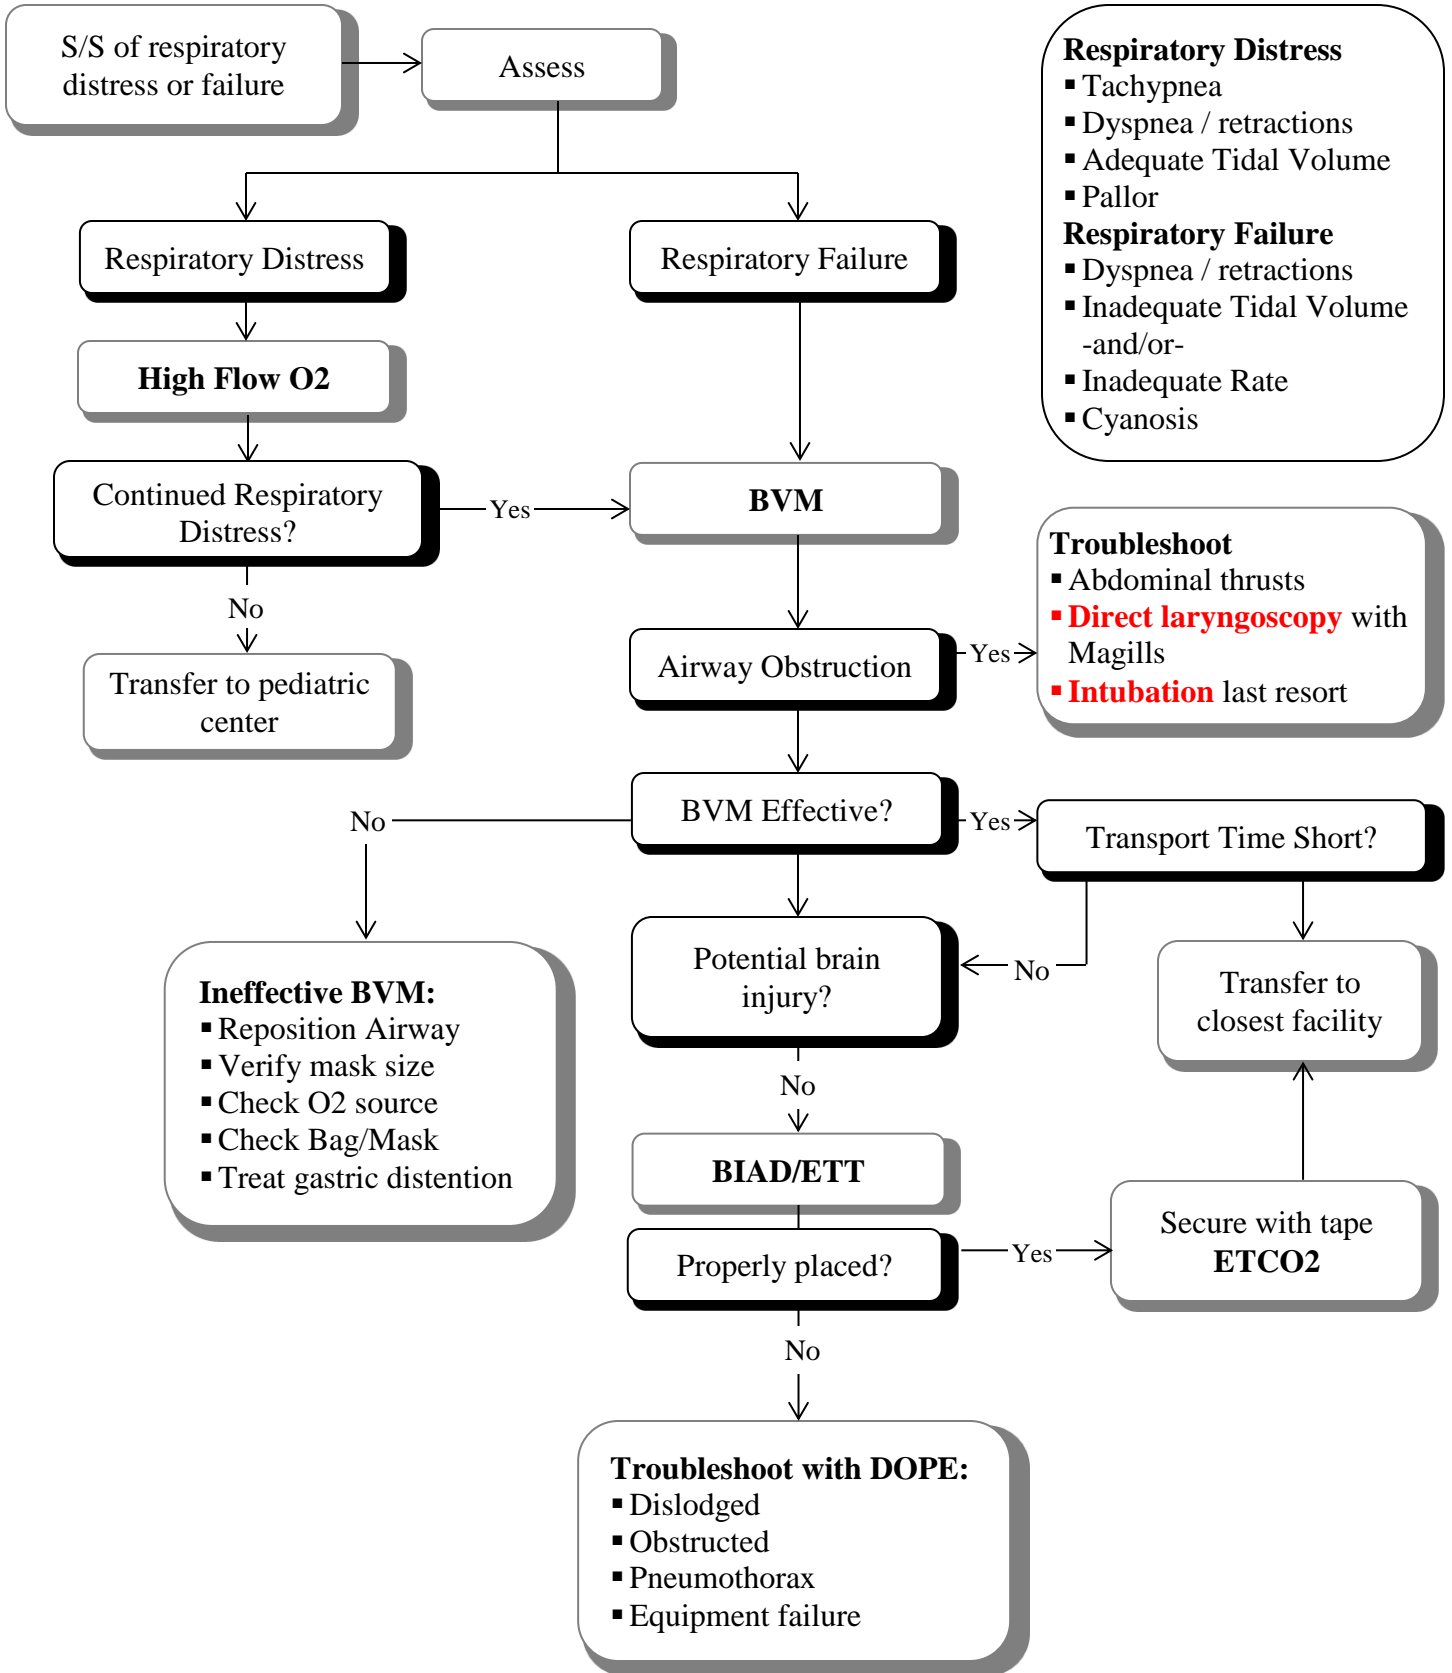 S/S of respiratory
distress or failure
Assess
Respiratory Distress
▪ Tachypnea
▪ Dyspnea / retractions
▪ Adequate Tidal Volume
▪ Pallor
Respiratory Failure
▪ Dyspnea / retractions
▪ Inadequate Tidal Volume
-and/or-
▪ Inadequate Rate
▪ Cyanosis
Respiratory Distress
Respiratory Failure
High Flow O2
Continued Respiratory
Distress?
Yes
BVM
No
Transfer to pediatric
center
Airway Obstruction
Yes
Troubleshoot
▪ Abdominal thrusts
▪ Direct laryngoscopy with
Magills
▪ Intubation last resort
BVM Effective?
No
Yes
Transport Time Short?
Ineffective BVM:
▪ Reposition Airway
▪ Verify mask size
▪ Check O2 source
▪ Check Bag/Mask
▪ Treat gastric distention
Potential brain
injury?
No
Transfer to
closest facility
No
BIAD/ETT
Properly placed?
Yes
Secure with tape
ETCO2
No
Troubleshoot with DOPE:
▪ Dislodged
▪ Obstructed
▪ Pneumothorax
▪ Equipment failure